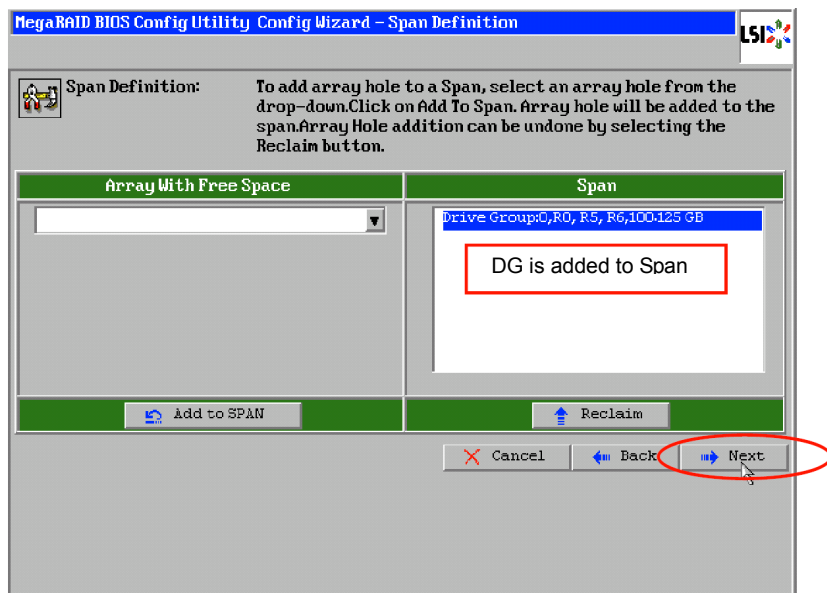 MegaRAID BIOS Config Utility Config Wizard – Span Definition
LSI
Span Definition:
To add array hole to a Span, select an array hole from the
drop-down.Click on Add To Span. Array hole will be added to the
span.Array Hole addition can be undone by selecting the
Reclaim button.
Array With Free Space
Span
Drive Group:0,R0, R5, R6,100.125 GB
DG is added to Span
Add to SPAN
Reclaim
Cancel
Back
Next